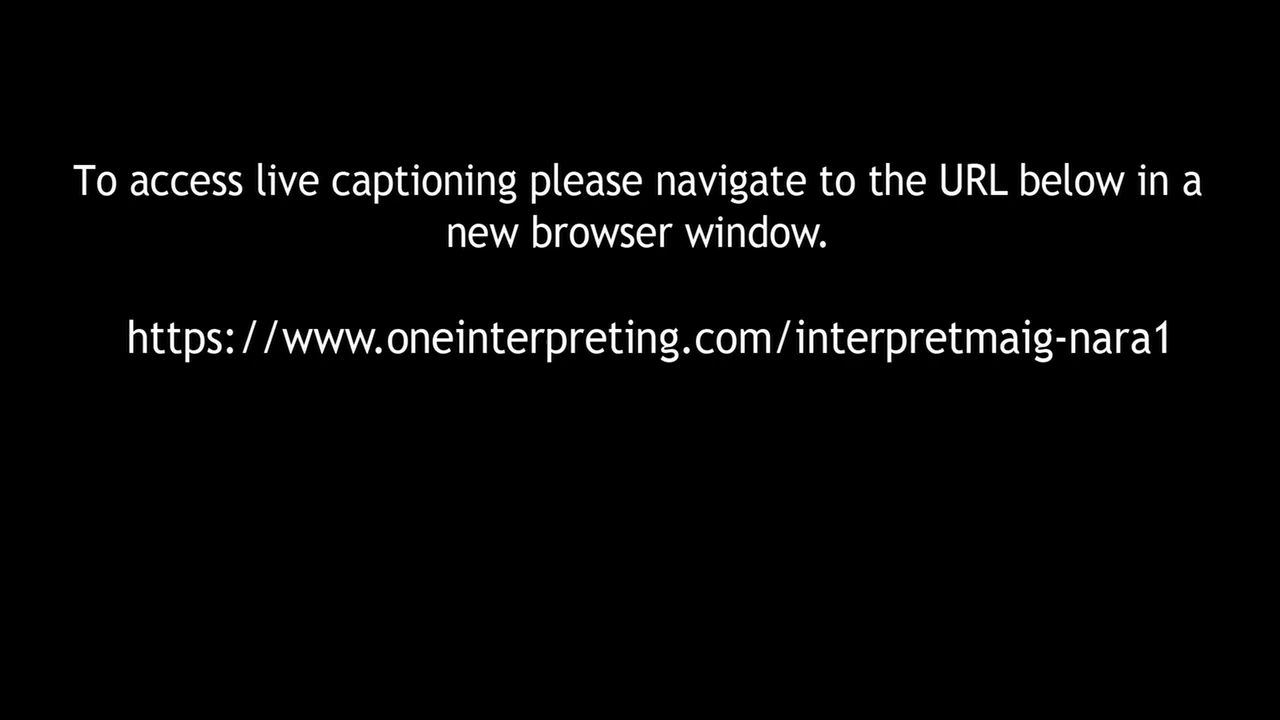 To access live captioning please navigate to the URL below in a
new browser window.
https://www.oneinterpreting.com/interpretmaig-nara1